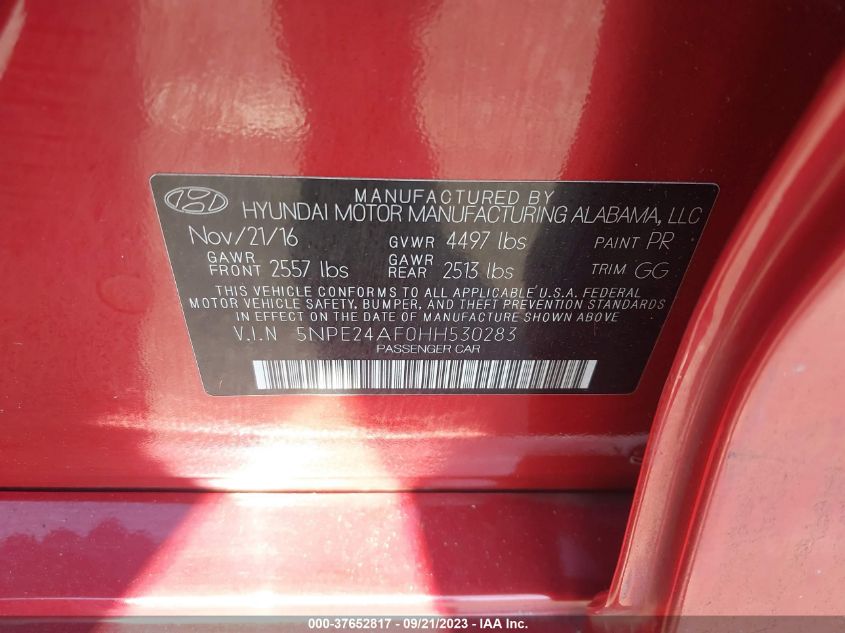 MANUFACTURED BY
HYUNDAI MOTOR MANUFACTURING ALABAMA, LLC
Nov/21/16 GVWR 4497 lbs PAINT PR
GAWR FRONT 2557 lbs GAWR REAR 2513 lbs TRIM GG
THIS VEHICLE CONFORMS TO ALL APPLICABLE U.S.A. FEDERAL
MOTOR VEHICLE SAFETY, BUMPER, AND THEFT PREVENTION STANDARDS
IN EFFECT ON THE DATE OF MANUFACTURE SHOWN ABOVE
V.I.N 5NPE24AF0HH530283
PASSENGER CAR
000-37652817 - 09/21/2023 - IAA Inc.